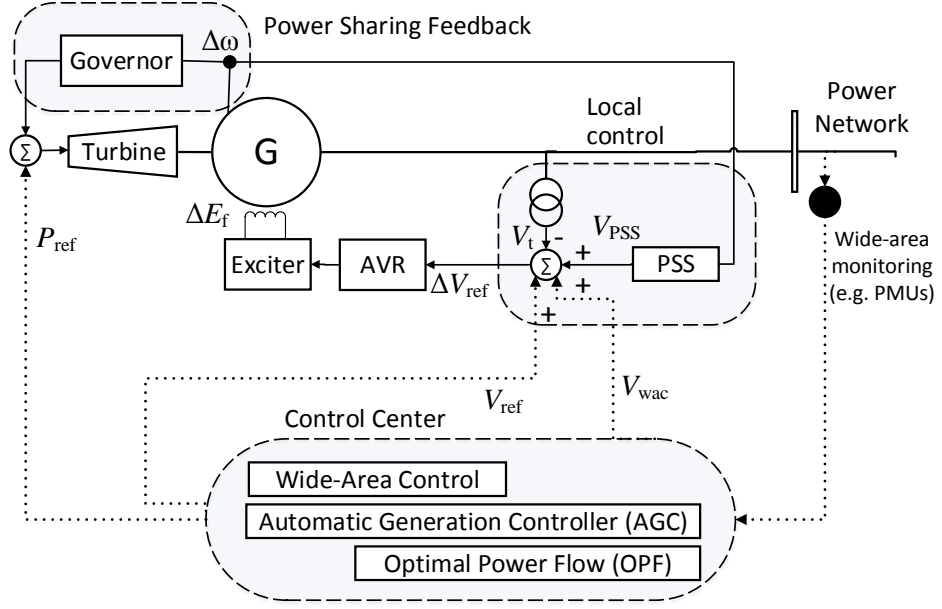 Power Sharing Feedback
Δω
Governor
Σ
Turbine
G
Local
control
Power
Network
ΔE_f
P_ref
Exciter
AVR
ΔV_ref
V_t
-
V_PSS
+
Σ
+
+
PSS
Wide-area
monitoring
(e.g. PMUs)
V_ref
V_wac
Control Center
Wide-Area Control
Automatic Generation Controller (AGC)
Optimal Power Flow (OPF)